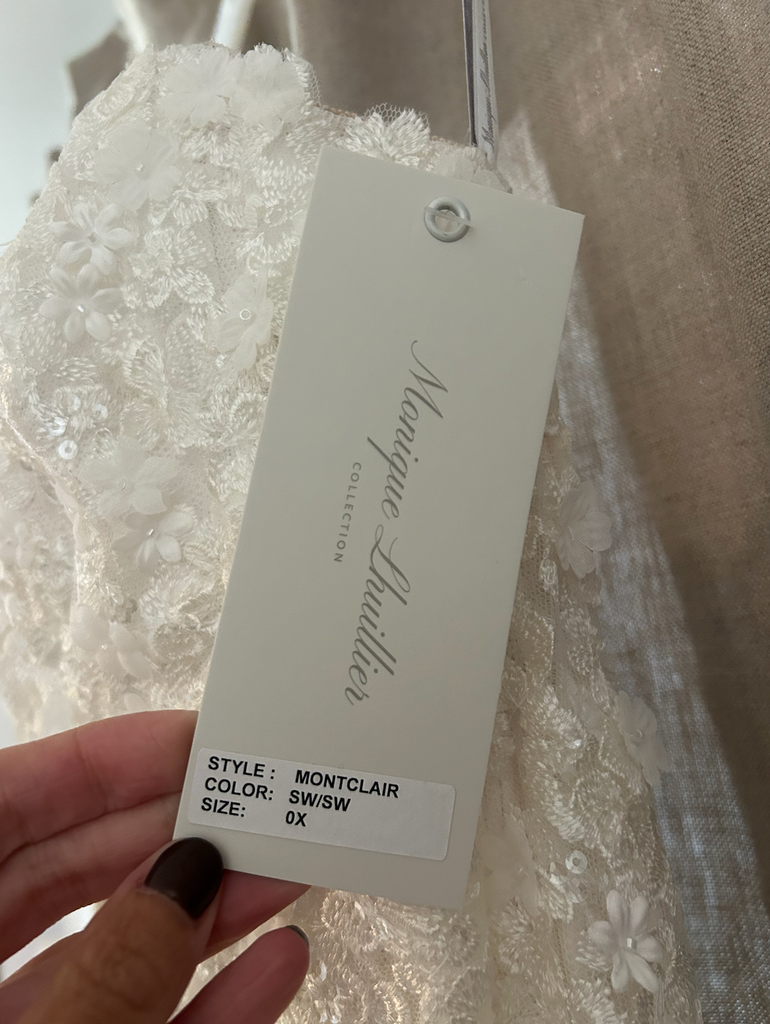 Monique Lhuillier
COLLECTION
STYLE : MONTCLAIR
COLOR: SW/SW
SIZE: 0X